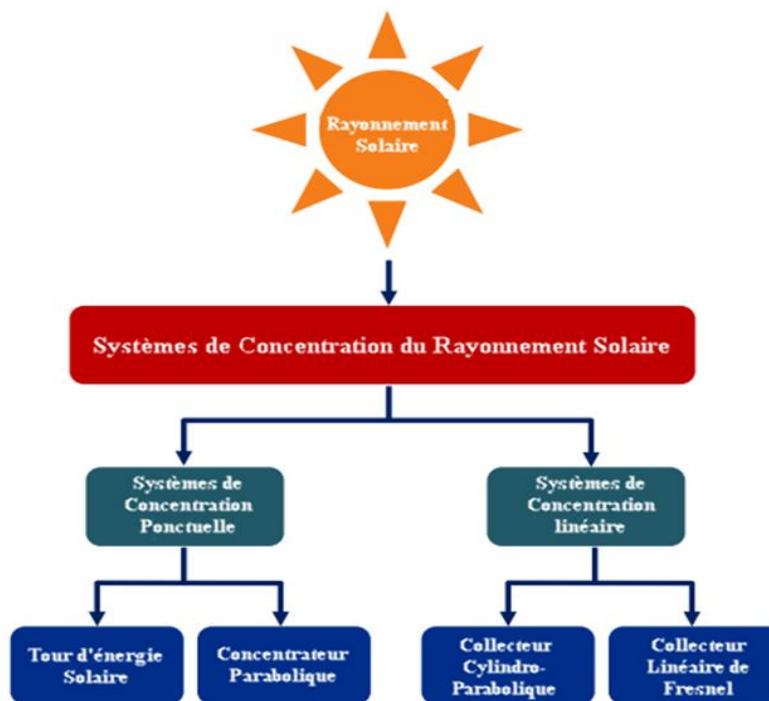 Rayonnement
Solaire
Systèmes de Concentration du Rayonnement Solaire
Systèmes de
Concentration
Ponctuelle
Systèmes de
Concentration
linéaire
Tour d'énergie
Solaire
Concentrateur
Parabolique
Collecteur
Cylindro-
Parabolique
Collecteur
Linéaire de
Fresnel